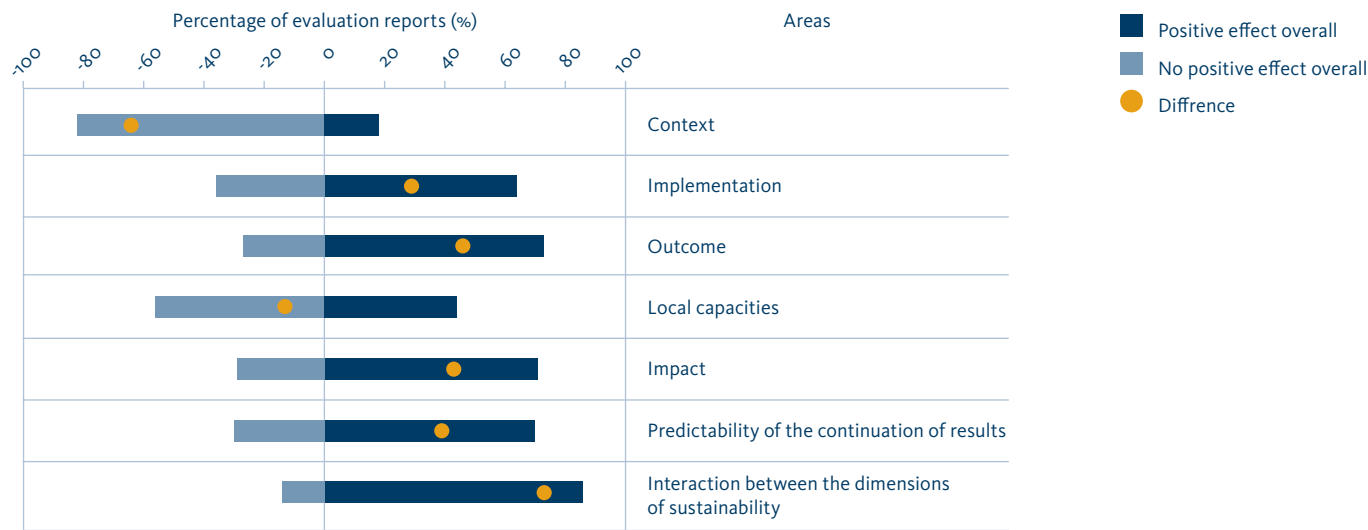 Percentage of evaluation reports (%)
Areas
-100
-80
-60
-40
-20
0
20
40
60
80
100
Positive effect overall
No positive effect overall
Diffrence
Context
Implementation
Outcome
Local capacities
Impact
Predictability of the continuation of results
Interaction between the dimensions
of sustainability